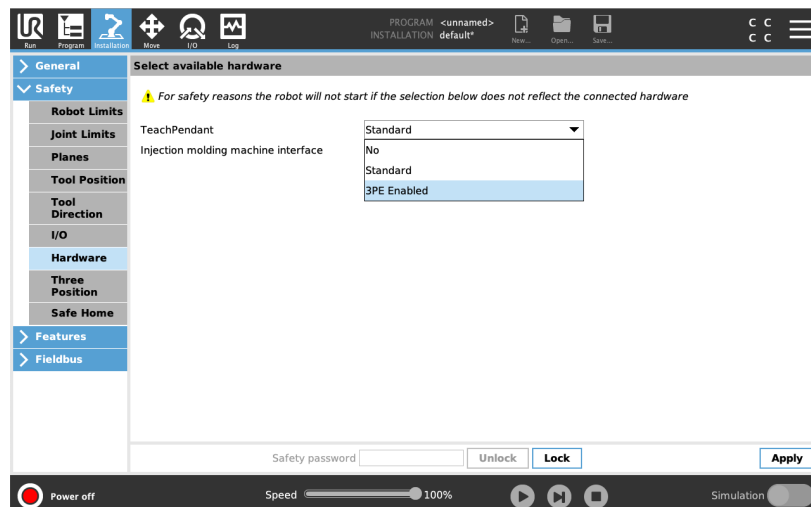 UR
PROGRAM <unnamed>
INSTALLATION default*
New... Open... Save...
C C
C C
Run Program Installation Move I/O Log
General
Safety
Robot Limits
Joint Limits
Planes
Tool Position
Tool
Direction
I/O
Hardware
Three
Position
Safe Home
Features
Fieldbus
Select available hardware
For safety reasons the robot will not start if the selection below does not reflect the connected hardware
TeachPendant Standard
Injection molding machine interface
No
Standard
3PE Enabled
Safety password Unlock Lock Apply
Power off Speed 100% Simulation